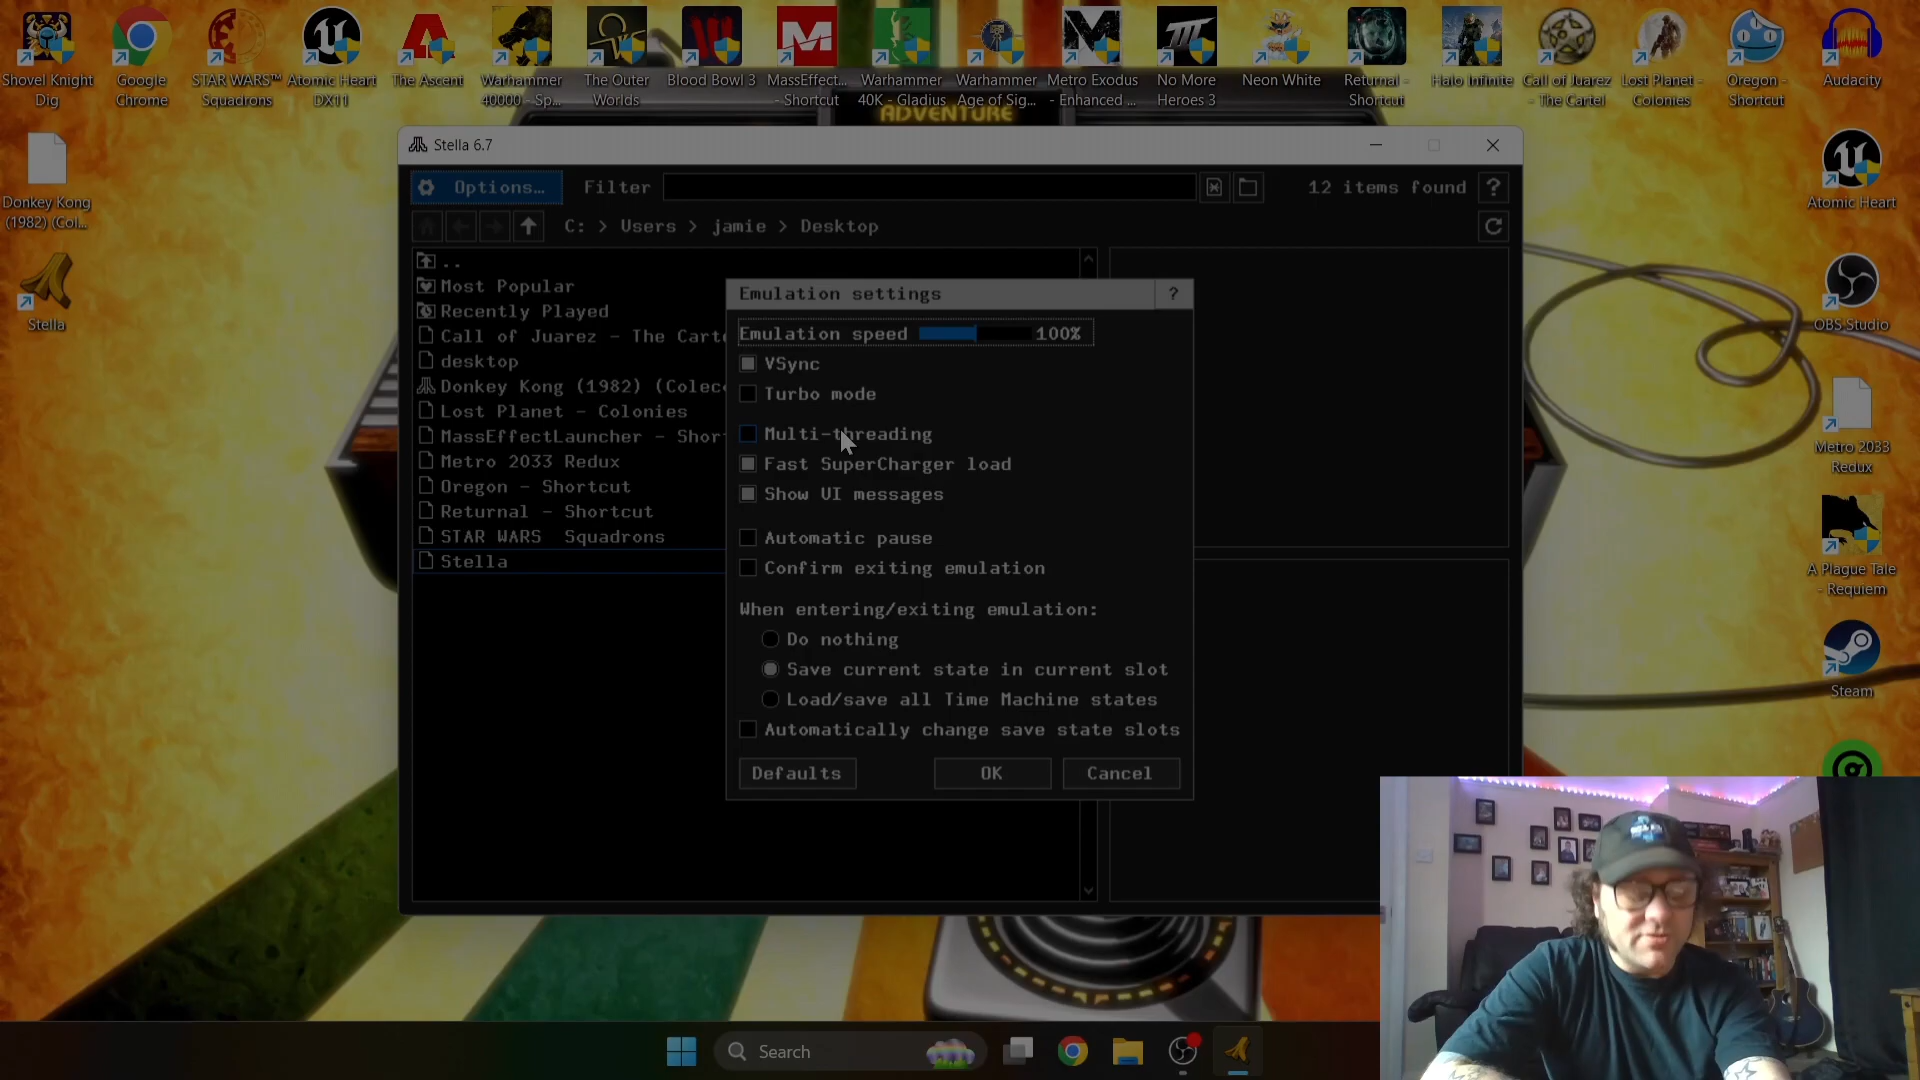 Shovel Knight
Dig
Google
Chrome
STAR WARS™
Squadrons
Atomic Heart
DX11
The Ascent
Warhammer
40000 - Sp...
The Outer
Worlds
Blood Bowl 3
MassEffect...
- Shortcut
Warhammer
40K - Gladius
Warhammer
Age of Sig...
Metro Exodus
- Enhanced ...
No More
Heroes 3
Neon White
Returnal -
Shortcut
Halo Infinite
Call of Juarez
- The Cartel
Lost Planet -
Colonies
Oregon -
Shortcut
Audacity
ADVENTURE
Donkey Kong
(1982) (Col...
Stella
Atomic Heart
OBS Studio
Metro 2033
Redux
A Plague Tale
- Requiem
Steam
Stella 6.7
Options...
Filter
12 items found
?
C: > Users > jamie > Desktop
..
Most Popular
Recently Played
Call of Juarez - The Carte
desktop
Donkey Kong (1982) (Colec
Lost Planet - Colonies
MassEffectLauncher - Shor
Metro 2033 Redux
Oregon - Shortcut
Returnal - Shortcut
STAR WARS Squadrons
Stella
Emulation settings
?
Emulation speed 100%
VSync
Turbo mode
Multi-threading
Fast SuperCharger load
Show UI messages
Automatic pause
Confirm exiting emulation
When entering/exiting emulation:
Do nothing
Save current state in current slot
Load/save all Time Machine states
Automatically change save state slots
Defaults
OK
Cancel
Search